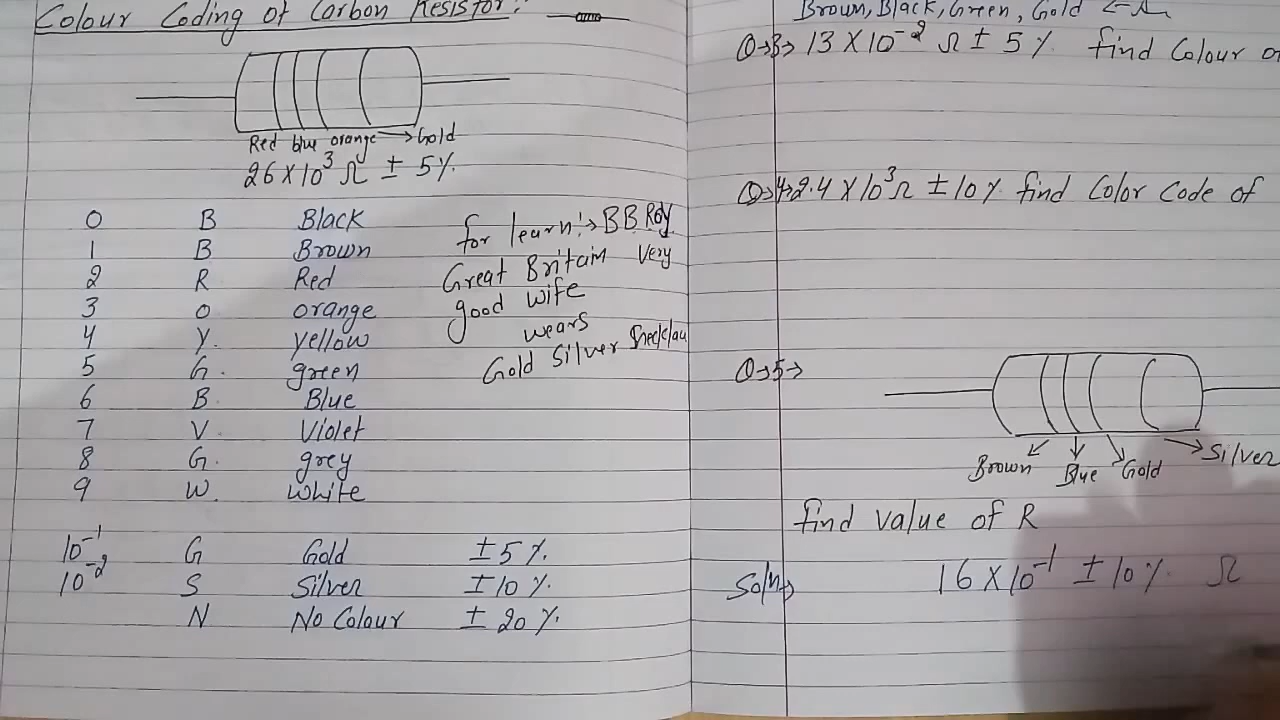 Colour Coding of Carbon Resistor:
Red blue orange → Gold
26 × 10³ Ω ± 5 %.
0 B Black
1 B Brown
2 R Red
3 O orange
4 Y. yellow
5 G. green
6 B. Blue
7 V. Violet
8 G. grey
9 W. White
10⁻¹ G Gold ± 5 %.
10⁻² S Silver ± 10 %.
N No Colour ± 20 %.
for learn:→ B B Roy
Great Britain very
good wife
wears
Gold Silver
Brown, Black, Green, Gold ←
Q→3→ 13 × 10⁻² Ω ± 5 %. find Colour
Q→4→ 2.4 × 10³ Ω ± 10 %. find Color Code of
Q→5→
Brown Blue Gold → Silver
find value of R
Soln→ 16 × 10⁻¹ ± 10 %. Ω